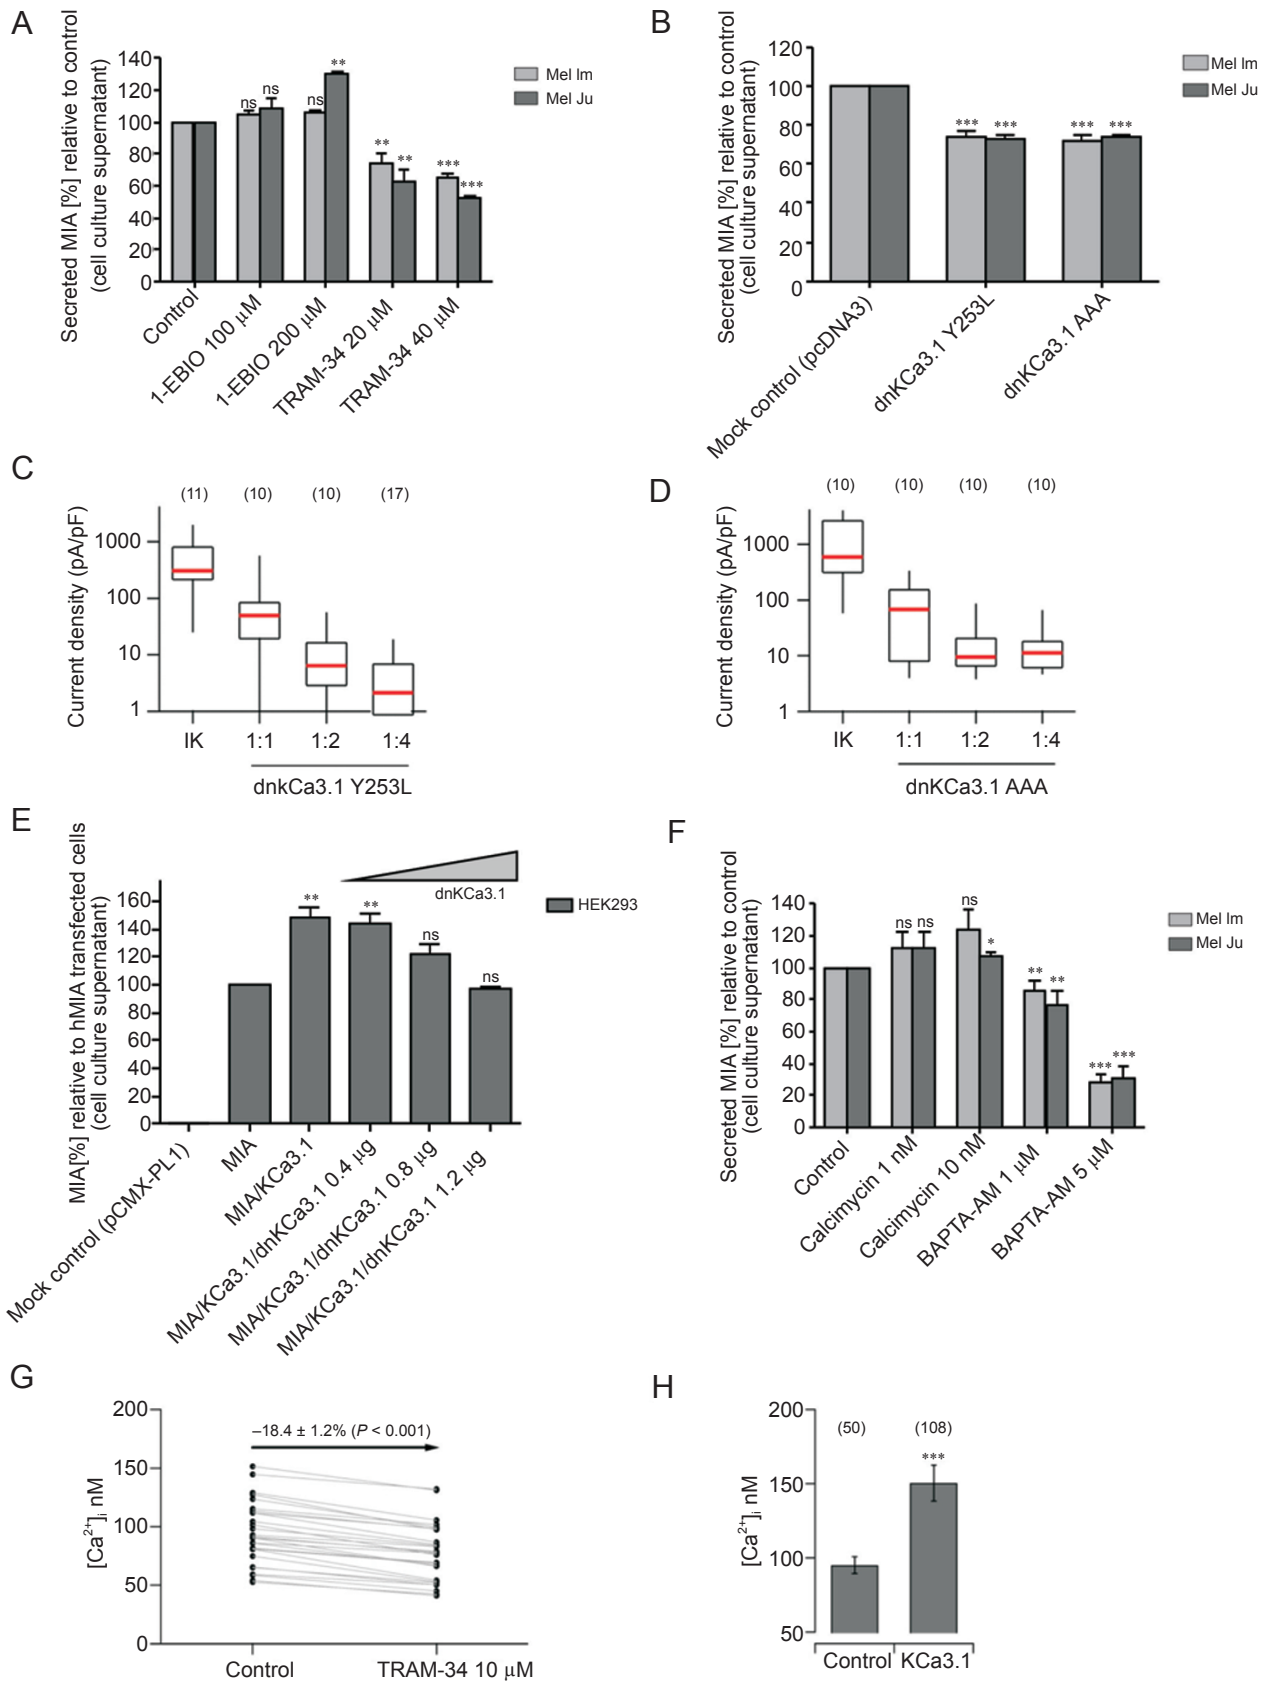 A
Secreted MIA [%] relative to control
(cell culture supernatant)
140
120
100
80
60
40
20
0
ns
ns
ns
**
**
**
***
***
Mel Im
Mel Ju
Control
1-EBIO 100 µM
1-EBIO 200 µM
TRAM-34 20 µM
TRAM-34 40 µM
B
Secreted MIA [%] relative to control
(cell culture supernatant)
120
100
80
60
40
20
0
***
***
***
***
Mel Im
Mel Ju
Mock control (pcDNA3)
dnKCa3.1 Y253L
dnKCa3.1 AAA
C
Current density (pA/pF)
(11)
(10)
(10)
(17)
1000
100
10
1
IK
1:1
1:2
1:4
dnkCa3.1 Y253L
D
Current density (pA/pF)
(10)
(10)
(10)
(10)
1000
100
10
1
IK
1:1
1:2
1:4
dnKCa3.1 AAA
E
MIA[%] relative to hMIA transfected cells
(cell culture supernatant)
160
140
120
100
80
60
40
20
0
**
**
ns
ns
dnKCa3.1
HEK293
Mock control (pCMX-PL1)
MIA
MIA/KCa3.1
MIA/KCa3.1/dnKCa3.1 0.4 µg
MIA/KCa3.1/dnKCa3.1 0.8 µg
MIA/KCa3.1/dnKCa3.1 1.2 µg
F
Secreted MIA [%] relative to control
(cell culture supernatant)
140
120
100
80
60
40
20
0
ns ns
ns
*
**
**
***
***
Mel Im
Mel Ju
Control
Calcimycin 1 nM
Calcimycin 10 nM
BAPTA-AM 1 µM
BAPTA-AM 5 µM
G
[Ca²⁺]ᵢ nM
200
150
100
50
0
–18.4 ± 1.2% (P < 0.001)
Control
TRAM-34 10 µM
H
[Ca²⁺]ᵢ nM
200
150
100
50
(50)
(108)
***
Control
KCa3.1